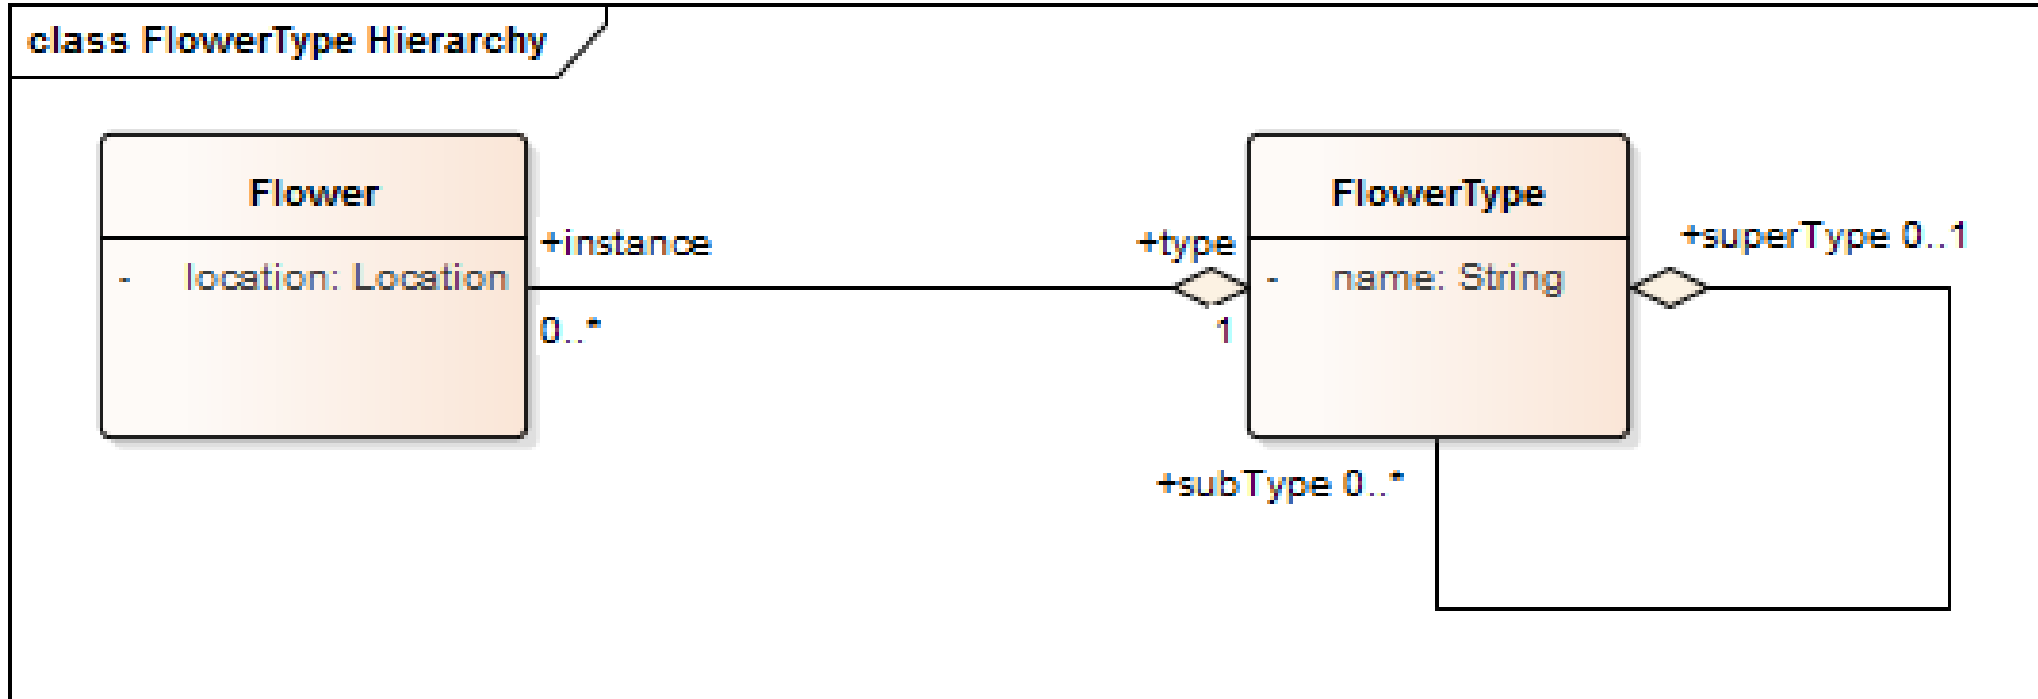 class FlowerType Hierarchy
Flower
- location: Location
+instance
0..*
+type
1
FlowerType
- name: String
+superType 0..1
+subType 0..*